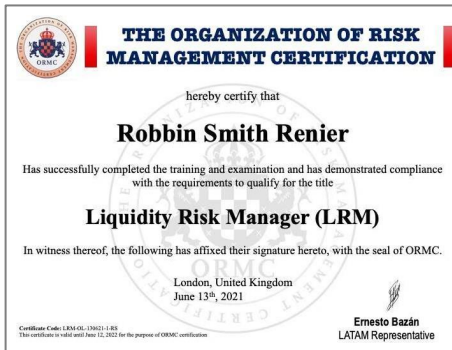 ORMC
THE ORGANIZATION OF RISK
MANAGEMENT CERTIFICATION
hereby certify that
Robbin Smith Renier
Has successfully completed the training and examination and has demonstrated compliance
with the requirements to qualify for the title
Liquidity Risk Manager (LRM)
In witness thereof, the following has affixed their signature hereto, with the seal of ORMC.
ORMC
London, United Kingdom
June 13th, 2021
Ernesto Bazán
LATAM Representative
Certificate Code: LRM-OL-130621-1-RS
This certificate is valid until June 12, 2022 for the purpose of ORMC certification